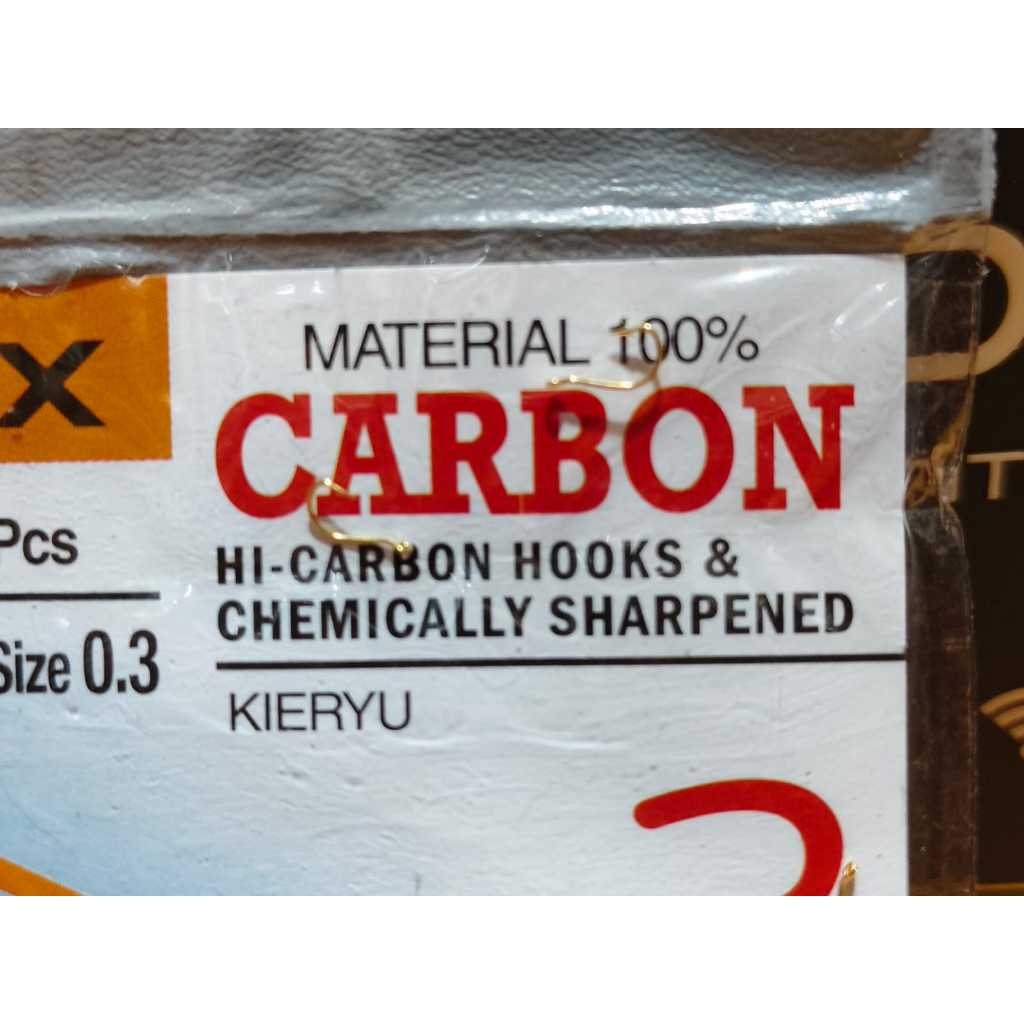 X
MATERIAL 100%
CARBON
HI-CARBON HOOKS &
CHEMICALLY SHARPENED
Pcs
Size 0.3
KIERYU